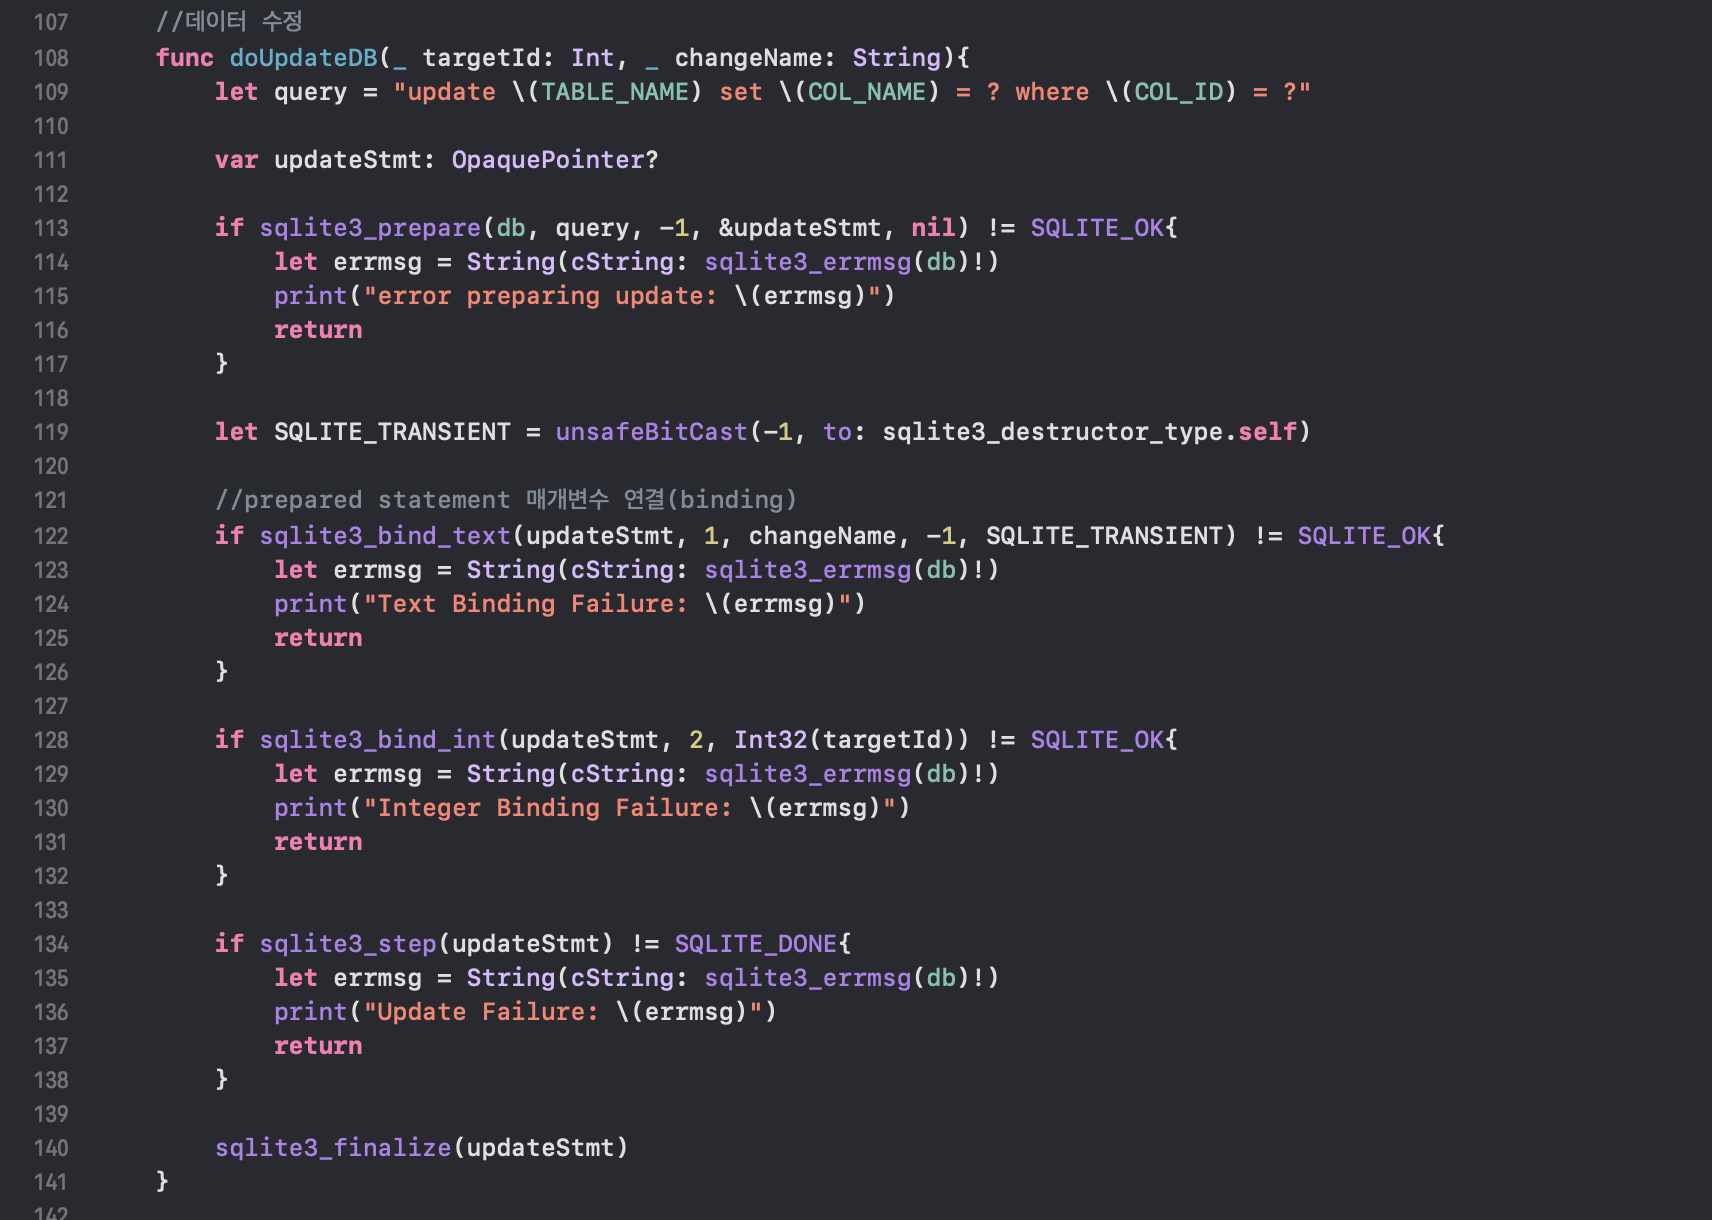 107 //데이터 수정
108 func doUpdateDB(_ targetId: Int, _ changeName: String){
109 let query = "update \(TABLE_NAME) set \(COL_NAME) = ? where \(COL_ID) = ?"
110
111 var updateStmt: OpaquePointer?
112
113 if sqlite3_prepare(db, query, -1, &updateStmt, nil) != SQLITE_OK{
114 let errmsg = String(cString: sqlite3_errmsg(db)!)
115 print("error preparing update: \(errmsg)")
116 return
117 }
118
119 let SQLITE_TRANSIENT = unsafeBitCast(-1, to: sqlite3_destructor_type.self)
120
121 //prepared statement 매개변수 연결(binding)
122 if sqlite3_bind_text(updateStmt, 1, changeName, -1, SQLITE_TRANSIENT) != SQLITE_OK{
123 let errmsg = String(cString: sqlite3_errmsg(db)!)
124 print("Text Binding Failure: \(errmsg)")
125 return
126 }
127
128 if sqlite3_bind_int(updateStmt, 2, Int32(targetId)) != SQLITE_OK{
129 let errmsg = String(cString: sqlite3_errmsg(db)!)
130 print("Integer Binding Failure: \(errmsg)")
131 return
132 }
133
134 if sqlite3_step(updateStmt) != SQLITE_DONE{
135 let errmsg = String(cString: sqlite3_errmsg(db)!)
136 print("Update Failure: \(errmsg)")
137 return
138 }
139
140 sqlite3_finalize(updateStmt)
141 }
142